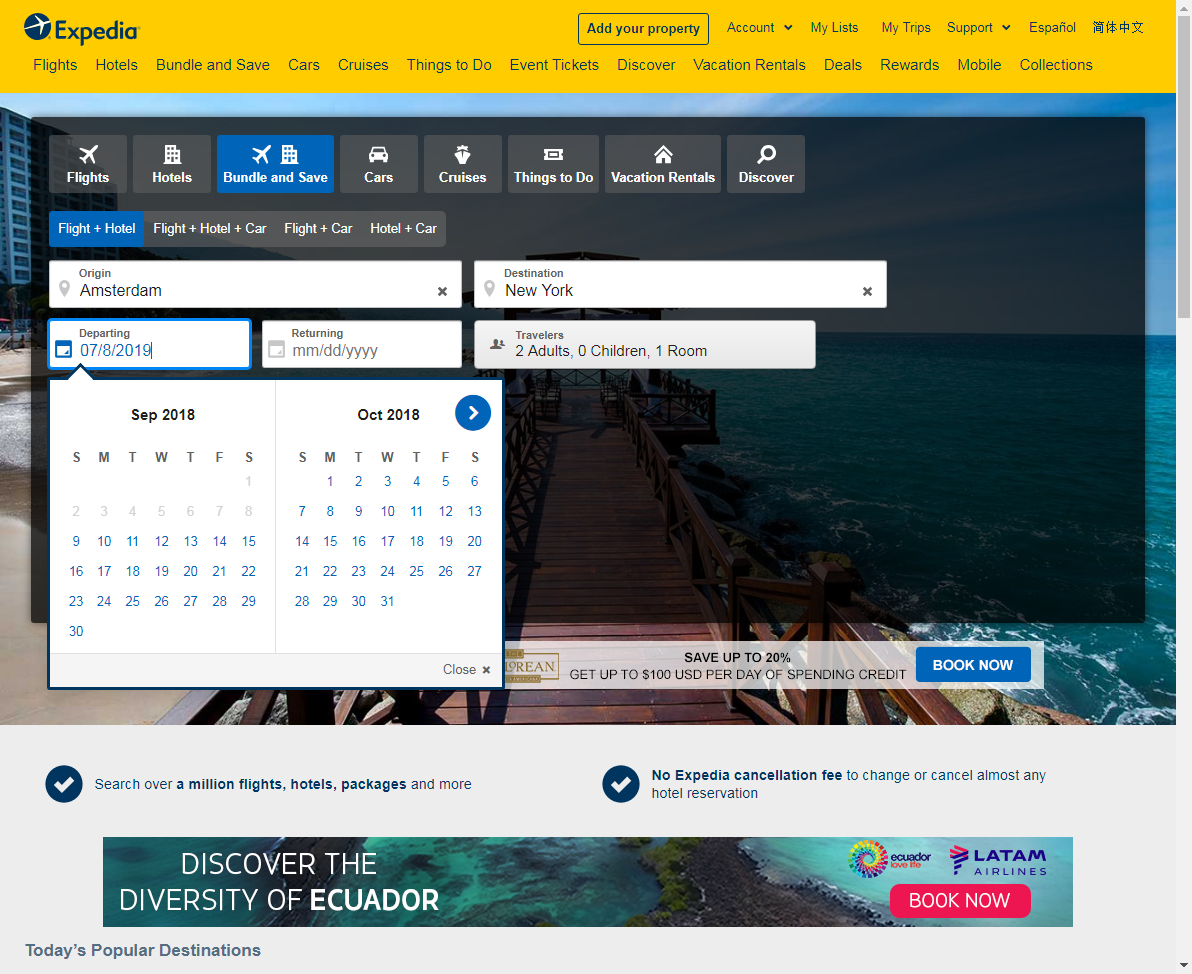 Expedia
Add your property
Account
My Lists
My Trips
Support
Español
简体中文
Flights
Hotels
Bundle and Save
Cars
Cruises
Things to Do
Event Tickets
Discover
Vacation Rentals
Deals
Rewards
Mobile
Collections
Flights
Hotels
Bundle and Save
Cars
Cruises
Things to Do
Vacation Rentals
Discover
Flight + Hotel
Flight + Hotel + Car
Flight + Car
Hotel + Car
Origin
Amsterdam
Destination
New York
Departing
07/8/2019
Returning
mm/dd/yyyy
Travelers
2 Adults, 0 Children, 1 Room
Sep 2018
S M T W T F S
1
2 3 4 5 6 7 8
9 10 11 12 13 14 15
16 17 18 19 20 21 22
23 24 25 26 27 28 29
30
Oct 2018
S M T W T F S
1 2 3 4 5 6
7 8 9 10 11 12 13
14 15 16 17 18 19 20
21 22 23 24 25 26 27
28 29 30 31
Close
SAVE UP TO 20%
GET UP TO $100 USD PER DAY OF SPENDING CREDIT
BOOK NOW
Search over a million flights, hotels, packages and more
No Expedia cancellation fee to change or cancel almost any
hotel reservation
DISCOVER THE
DIVERSITY OF ECUADOR
ecuador
love life
LATAM
AIRLINES
BOOK NOW
Today’s Popular Destinations